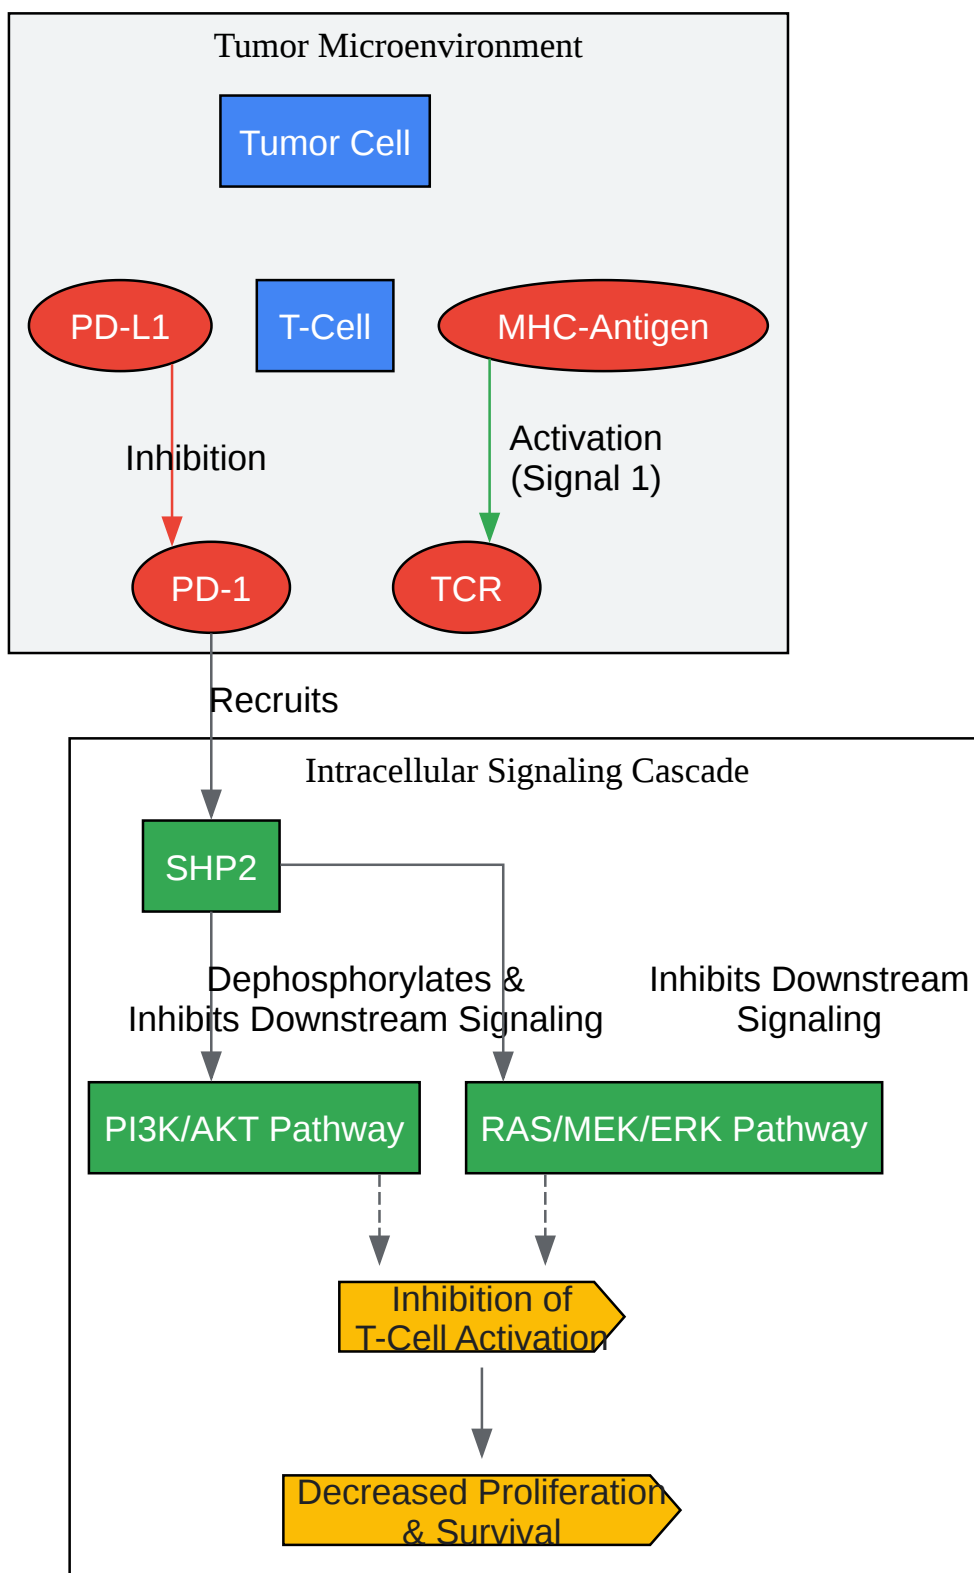 Tumor Microenvironment
Tumor Cell
PD-L1
T-Cell
MHC-Antigen
Inhibition
Activation
(Signal 1)
PD-1
TCR
Recruits
Intracellular Signaling Cascade
SHP2
Dephosphorylates &
Inhibits Downstream Signaling
Inhibits Downstream
Signaling
PI3K/AKT Pathway
RAS/MEK/ERK Pathway
Inhibition of
T-Cell Activation
Decreased Proliferation
& Survival